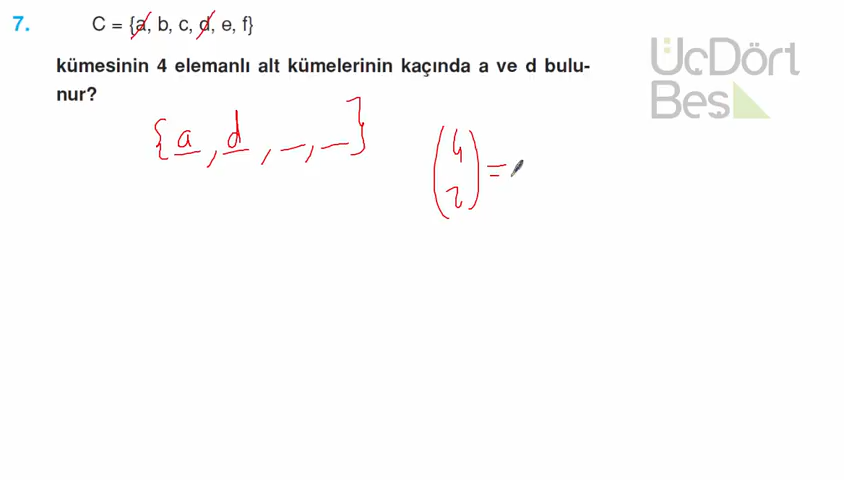 7. C = {a, b, c, d, e, f}
kümesinin 4 elemanlı alt kümelerinin kaçında a ve d bulu-
nur?
{a, d, _, _}
(4
2) =
ÜçDört
Beş